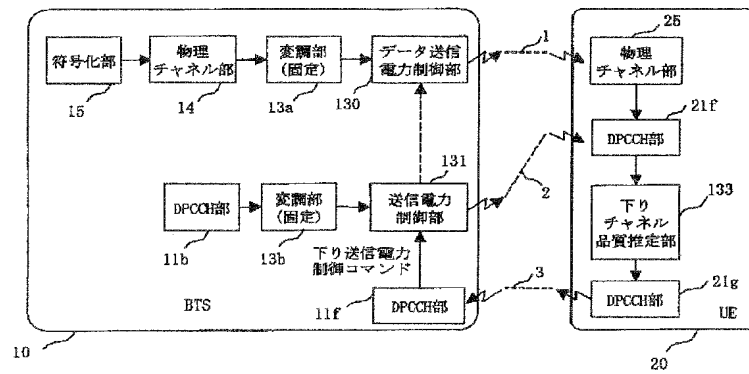 符号化部
15
物理
チャネル部
14
変調部
(固定)
13a
データ送信
電力制御部
130
1
25
物理
チャネル部
21f
DPCCH部
2
131
DPCCH部
11b
変調部
(固定)
13b
送信電力
制御部
下り送信電力
制御コマンド
133
下り
チャネル
品質推定部
3
11f
DPCCH部
DPCCH部
21g
BTS
UE
10
20